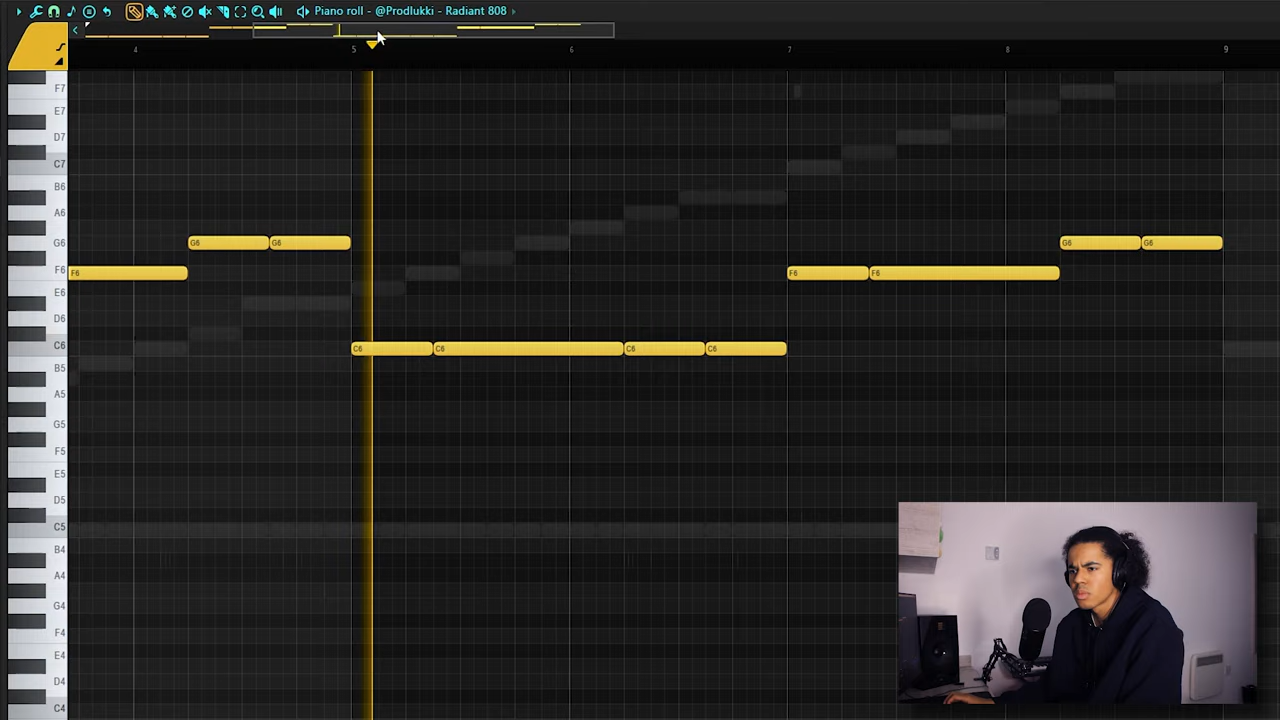 Piano roll - @Prodlukki - Radiant 808
4 5 6 7 8 9
F7
E7
D7
C7
B6
A6
G6 G6 G6 G6 G6
F6 F6 F6 F6
E6
D6
C6 C6 C6 C6 C6
B5
A5
G5
F5
E5
D5
C5
B4
A4
G4
F4
E4
D4
C4